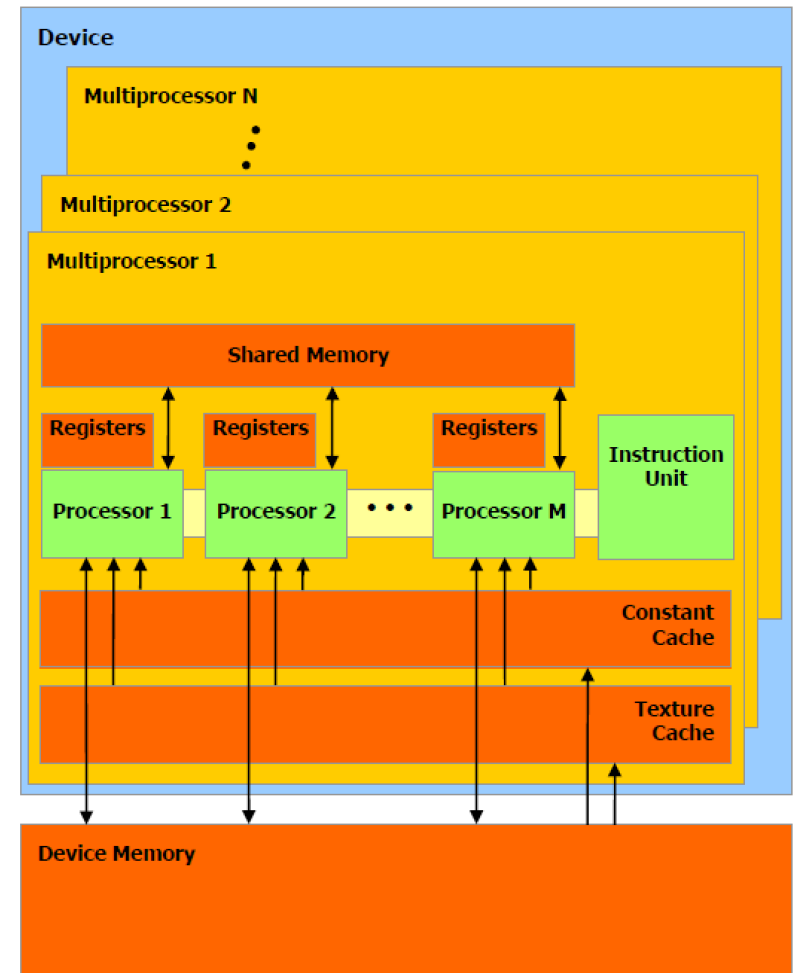 Device
Multiprocessor N
Multiprocessor 2
Multiprocessor 1
Shared Memory
Registers
Registers
Registers
Instruction
Unit
Processor 1
Processor 2
• • •
Processor M
Constant
Cache
Texture
Cache
Device Memory